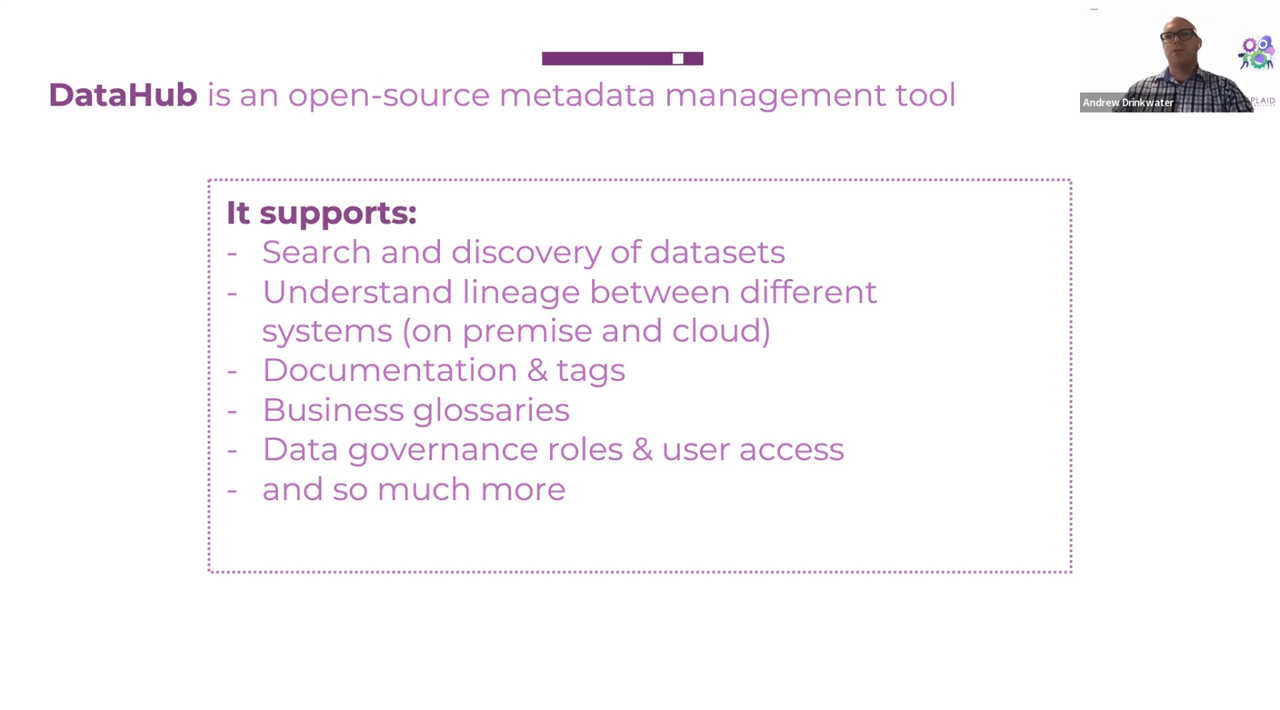 DataHub is an open-source metadata management tool
Andrew Drinkwater
PLAID
It supports:
- Search and discovery of datasets
- Understand lineage between different
systems (on premise and cloud)
- Documentation & tags
- Business glossaries
- Data governance roles & user access
- and so much more